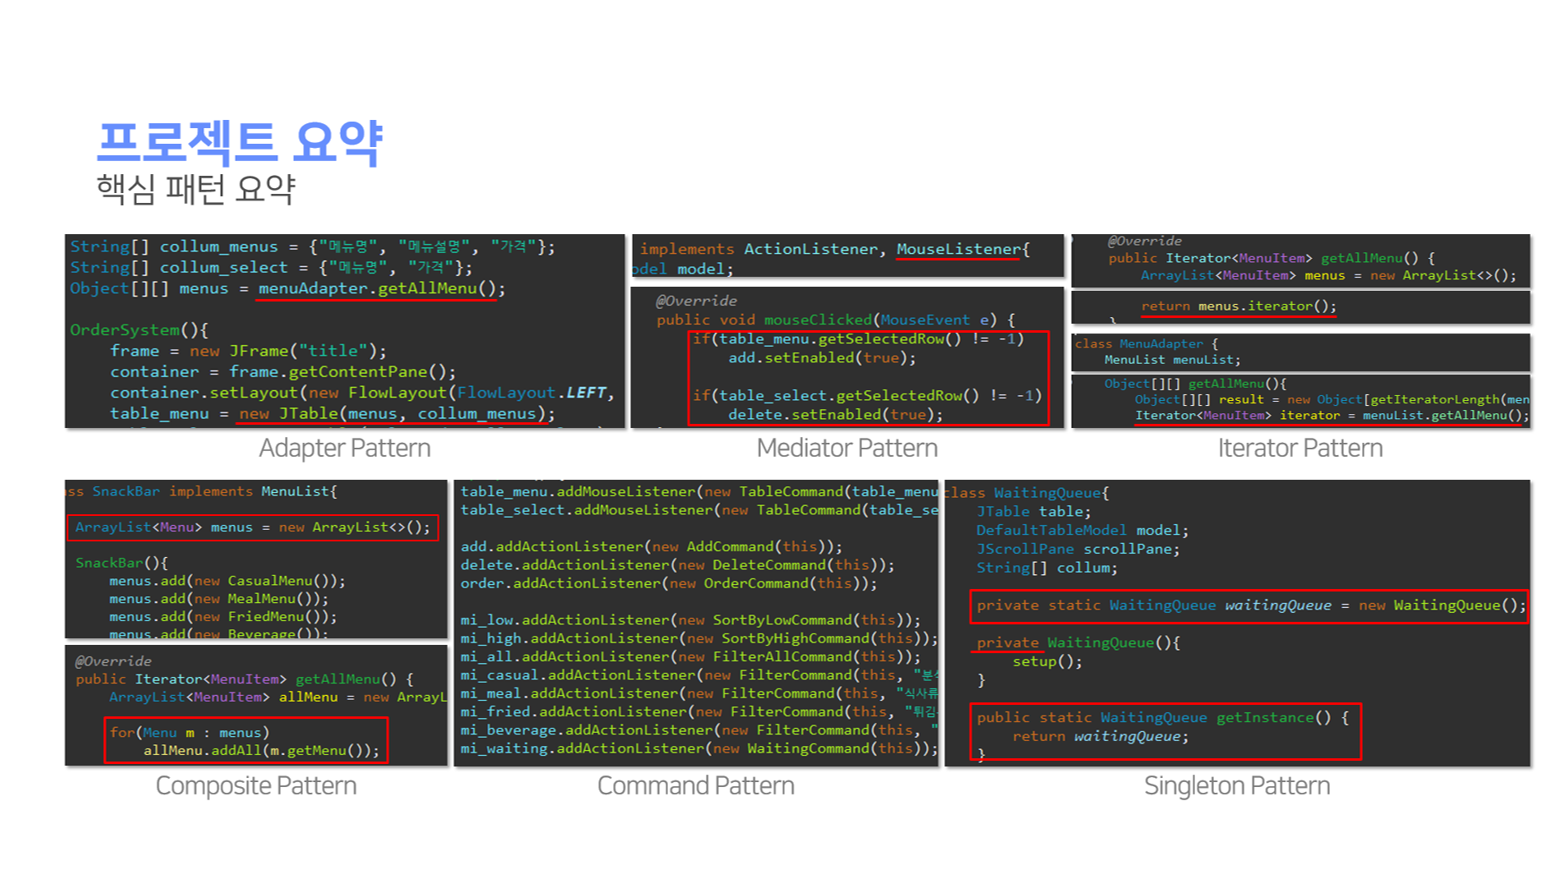 프로젝트 요약
핵심 패턴 요약
String[] collum_menus = {"메뉴명", "메뉴설명", "가격"};
String[] collum_select = {"메뉴명", "가격"};
Object[][] menus = menuAdapter.getAllMenu();
OrderSystem(){
frame = new JFrame("title");
container = frame.getContentPane();
container.setLayout(new FlowLayout(FlowLayout.LEFT,
table_menu = new JTable(menus, collum_menus);
Adapter Pattern
implements ActionListener, MouseListener{
odel model;
@Override
public void mouseClicked(MouseEvent e) {
if(table_menu.getSelectedRow() != -1)
add.setEnabled(true);
if(table_select.getSelectedRow() != -1)
delete.setEnabled(true);
Mediator Pattern
@Override
public Iterator<MenuItem> getAllMenu() {
ArrayList<MenuItem> menus = new ArrayList<>();
return menus.iterator();
}
class MenuAdapter {
MenuList menuList;
Object[][] getAllMenu(){
Object[][] result = new Object[getIteratorLength(men
Iterator<MenuItem> iterator = menuList.getAllMenu();
Iterator Pattern
ss SnackBar implements MenuList{
ArrayList<Menu> menus = new ArrayList<>();
SnackBar(){
menus.add(new CasualMenu());
menus.add(new MealMenu());
menus.add(new FriedMenu());
menus.add(new Beverage());
@Override
public Iterator<MenuItem> getAllMenu() {
ArrayList<MenuItem> allMenu = new ArrayL
for(Menu m : menus)
allMenu.addAll(m.getMenu());
Composite Pattern
table_menu.addMouseListener(new TableCommand(table_menu
table_select.addMouseListener(new TableCommand(table_se
add.addActionListener(new AddCommand(this));
delete.addActionListener(new DeleteCommand(this));
order.addActionListener(new OrderCommand(this));
mi_low.addActionListener(new SortByLowCommand(this));
mi_high.addActionListener(new SortByHighCommand(this));
mi_all.addActionListener(new FilterAllCommand(this));
mi_casual.addActionListener(new FilterCommand(this, "분식
mi_meal.addActionListener(new FilterCommand(this, "식사류
mi_fried.addActionListener(new FilterCommand(this, "튀김
mi_beverage.addActionListener(new FilterCommand(this, "
mi_waiting.addActionListener(new WaitingCommand(this));
Command Pattern
class WaitingQueue{
JTable table;
DefaultTableModel model;
JScrollPane scrollPane;
String[] collum;
private static WaitingQueue waitingQueue = new WaitingQueue();
private WaitingQueue(){
setup();
}
public static WaitingQueue getInstance() {
return waitingQueue;
}
Singleton Pattern